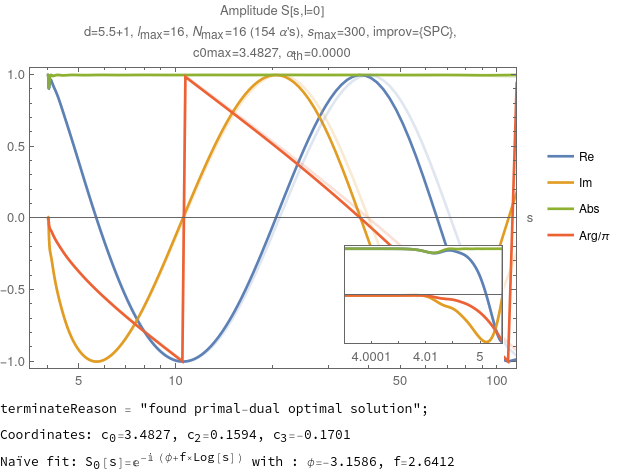 Amplitude S[s,l=0]
d=5.5+1, lmax=16, Nmax=16 (154 α's), smax=300, improv={SPC},
c0max=3.4827, αth=0.0000
1.0
0.5
0.0
-0.5
-1.0
s
Re
Im
Abs
Arg/π
4.0001 4.01 5
5 10 50 100
terminateReason = "found primal-dual optimal solution";
Coordinates: c0=3.4827, c2=0.1594, c3=-0.1701
Naïve fit: S0[s]=e^-i (ϕ+f×Log[s]) with : ϕ=-3.1586, f=2.6412